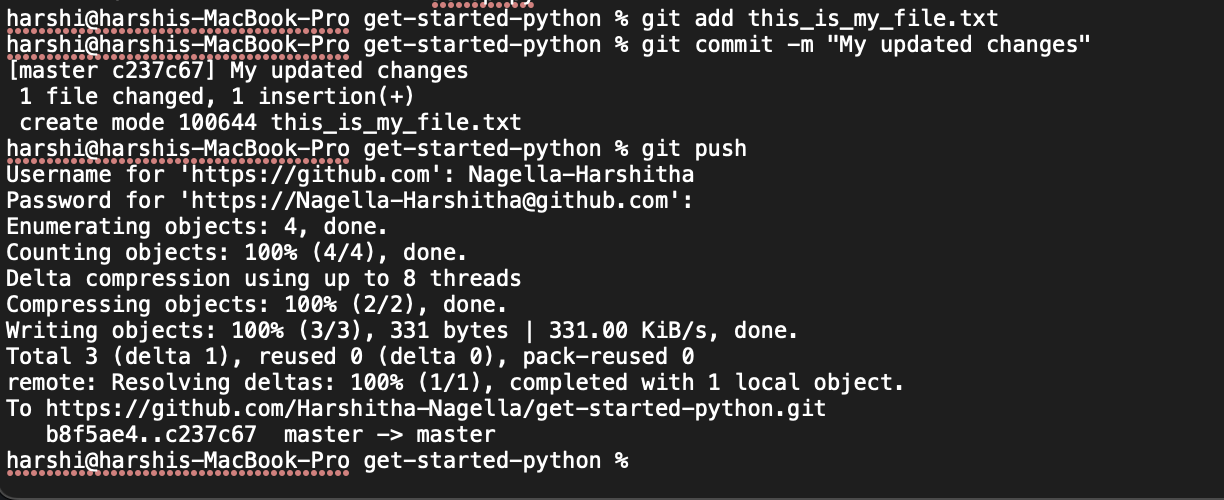 harshi@harshis-MacBook-Pro get-started-python % git add this_is_my_file.txt
harshi@harshis-MacBook-Pro get-started-python % git commit -m "My updated changes"
[master c237c67] My updated changes
 1 file changed, 1 insertion(+)
 create mode 100644 this_is_my_file.txt
harshi@harshis-MacBook-Pro get-started-python % git push
Username for 'https://github.com': Nagella-Harshitha
Password for 'https://Nagella-Harshitha@github.com':
Enumerating objects: 4, done.
Counting objects: 100% (4/4), done.
Delta compression using up to 8 threads
Compressing objects: 100% (2/2), done.
Writing objects: 100% (3/3), 331 bytes | 331.00 KiB/s, done.
Total 3 (delta 1), reused 0 (delta 0), pack-reused 0
remote: Resolving deltas: 100% (1/1), completed with 1 local object.
To https://github.com/Harshitha-Nagella/get-started-python.git
   b8f5ae4..c237c67  master -> master
harshi@harshis-MacBook-Pro get-started-python %